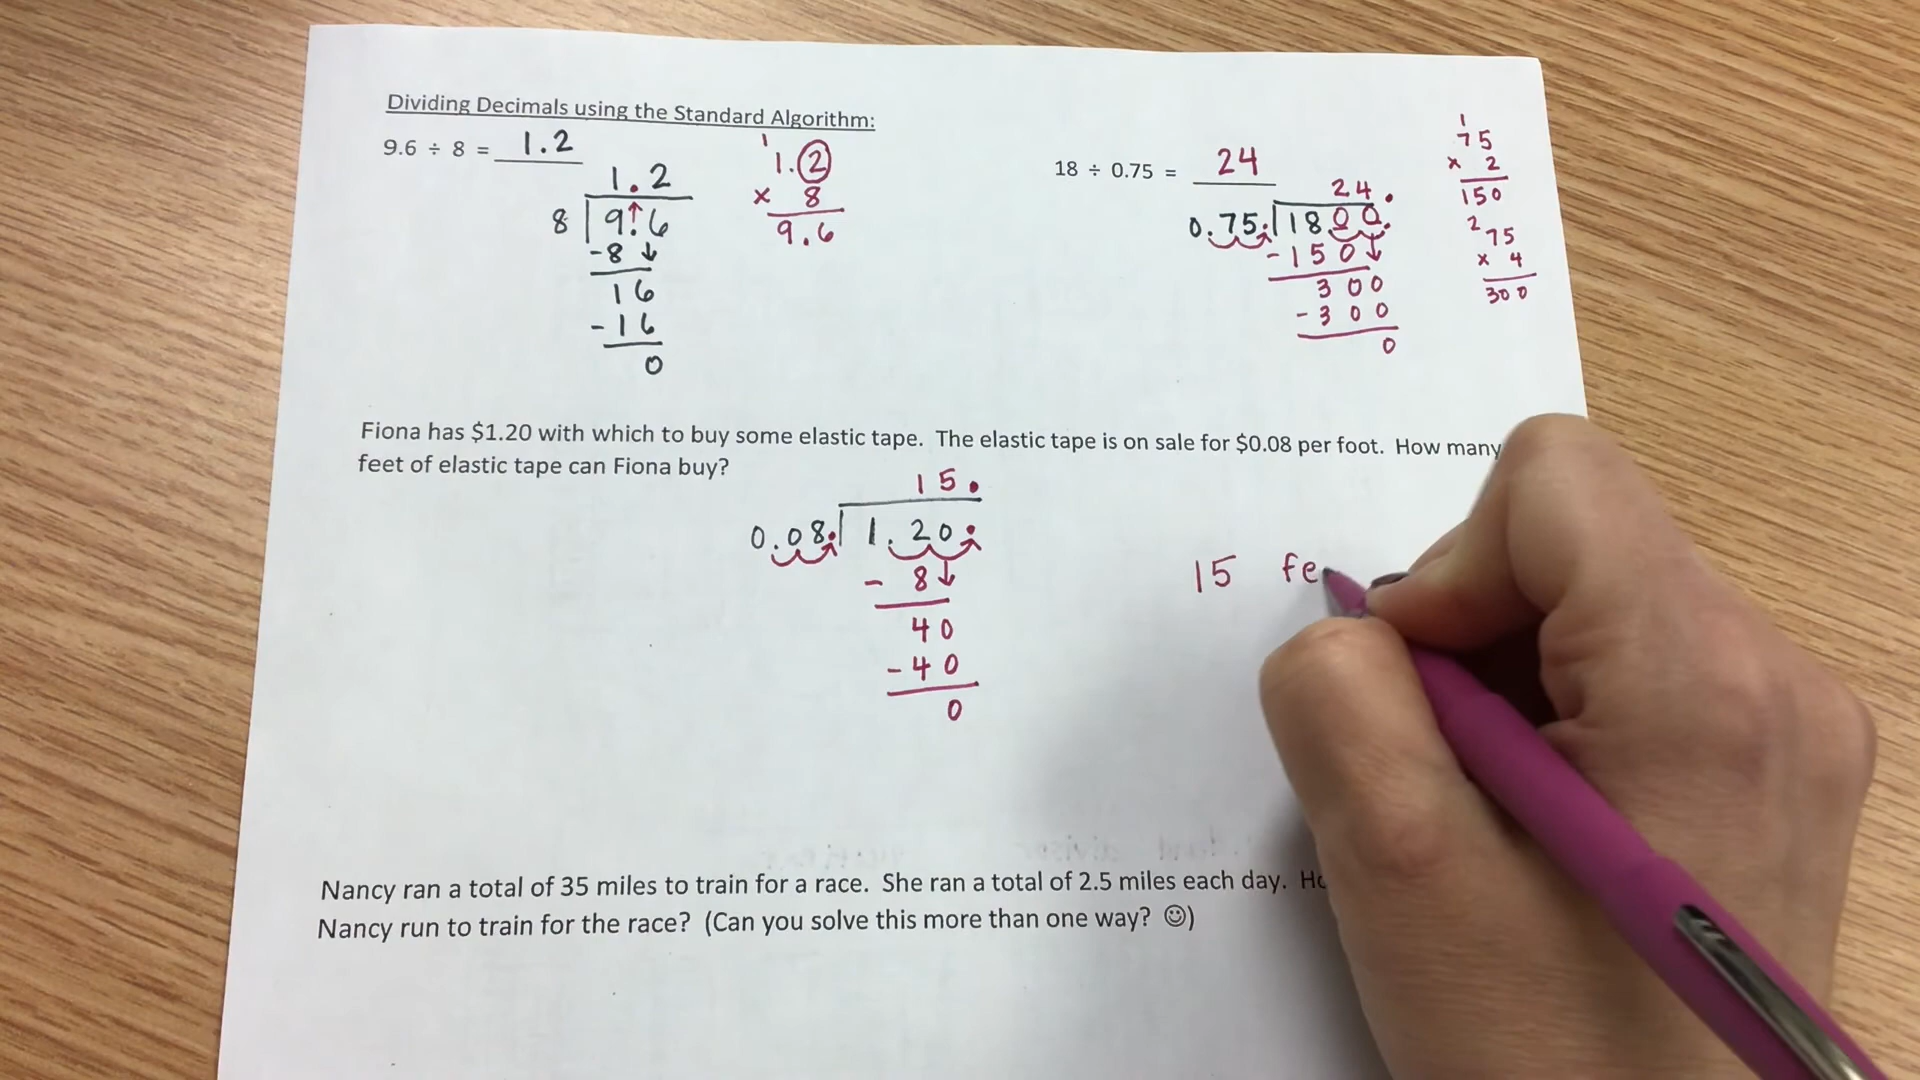 Dividing Decimals using the Standard Algorithm:
9.6 ÷ 8 = 1.2
1.2
8 9.6
-8
16
-16
0
1
1.2
x 8
9.6
18 ÷ 0.75 = 24
24.
0.75. 1800.
-150
300
-300
0
1
75
x 2
150
2
75
x 4
300
Fiona has $1.20 with which to buy some elastic tape. The elastic tape is on sale for $0.08 per foot. How many
feet of elastic tape can Fiona buy?
15.
0.08. 1.20.
- 8
40
-40
0
15 fe
Nancy ran a total of 35 miles to train for a race. She ran a total of 2.5 miles each day.
Nancy run to train for the race? (Can you solve this more than one way? ☺)